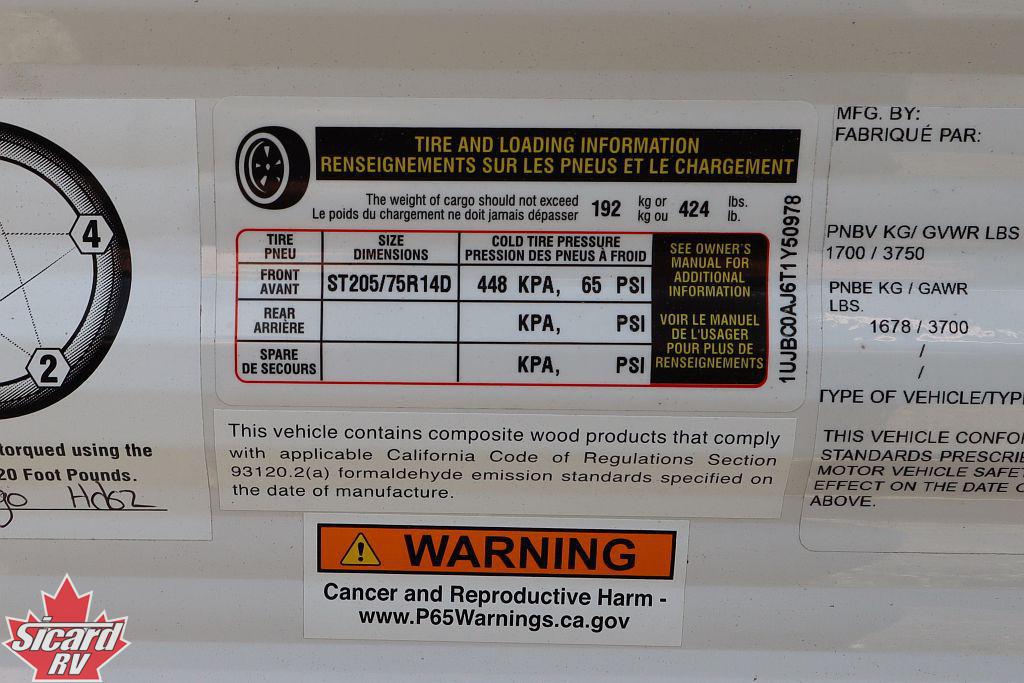 4
2
torqued using the
20 Foot Pounds.
go Hd62
TIRE AND LOADING INFORMATION
RENSEIGNEMENTS SUR LES PNEUS ET LE CHARGEMENT
The weight of cargo should not exceed 192 kg or 424 lbs.
Le poids du chargement ne doit jamais dépasser kg ou lb.
TIRE SIZE COLD TIRE PRESSURE
PNEU DIMENSIONS PRESSION DES PNEUS À FROID
FRONT
AVANT ST205/75R14D 448 KPA, 65 PSI
REAR
ARRIÈRE KPA, PSI
SPARE
DE SECOURS KPA, PSI
SEE OWNER'S
MANUAL FOR
ADDITIONAL
INFORMATION
VOIR LE MANUEL
DE L'USAGER
POUR PLUS DE
RENSEIGNEMENTS
1UJBC0AJ6T1Y50978
This vehicle contains composite wood products that comply
with applicable California Code of Regulations Section
93120.2(a) formaldehyde emission standards specified on
the date of manufacture.
WARNING
Cancer and Reproductive Harm -
www.P65Warnings.ca.gov
MFG. BY:
FABRIQUÉ PAR:
PNBV KG/ GVWR LBS
1700 / 3750
PNBE KG / GAWR
LBS.
1678 / 3700
/
/
TYPE OF VEHICLE/TYP
THIS VEHICLE CONFO
STANDARDS PRESCRI
MOTOR VEHICLE SAFET
EFFECT ON THE DATE O
ABOVE.
Sicard
RV